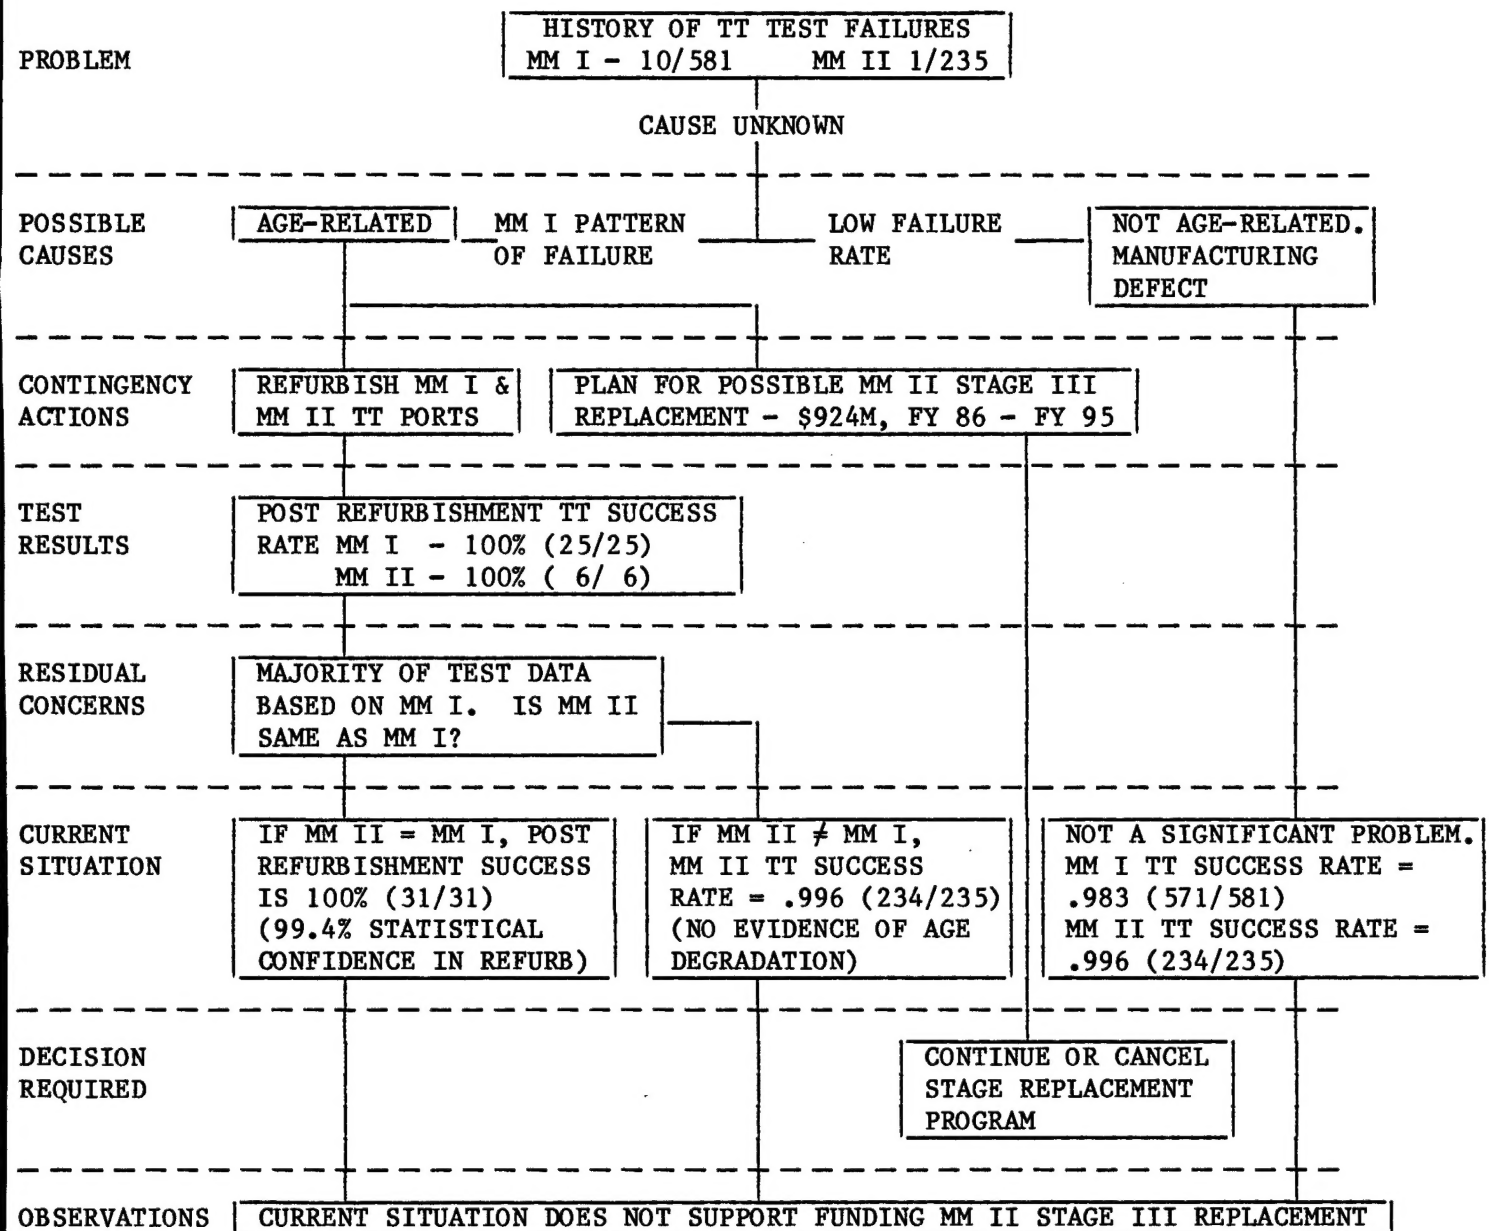 HISTORY OF TT TEST FAILURES
PROBLEM
MM I - 10/581 MM II 1/235
CAUSE UNKNOWN
POSSIBLE
CAUSES
AGE-RELATED
MM I PATTERN
OF FAILURE
LOW FAILURE
RATE
NOT AGE-RELATED.
MANUFACTURING
DEFECT
CONTINGENCY
ACTIONS
REFURBISH MM I &
MM II TT PORTS
PLAN FOR POSSIBLE MM II STAGE III
REPLACEMENT - $924M, FY 86 - FY 95
TEST
RESULTS
POST REFURBISHMENT TT SUCCESS
RATE MM I - 100% (25/25)
MM II - 100% ( 6/ 6)
RESIDUAL
CONCERNS
MAJORITY OF TEST DATA
BASED ON MM I. IS MM II
SAME AS MM I?
CURRENT
SITUATION
IF MM II = MM I, POST
REFURBISHMENT SUCCESS
IS 100% (31/31)
(99.4% STATISTICAL
CONFIDENCE IN REFURB)
IF MM II ≠ MM I,
MM II TT SUCCESS
RATE = .996 (234/235)
(NO EVIDENCE OF AGE
DEGRADATION)
NOT A SIGNIFICANT PROBLEM.
MM I TT SUCCESS RATE =
.983 (571/581)
MM II TT SUCCESS RATE =
.996 (234/235)
DECISION
REQUIRED
CONTINUE OR CANCEL
STAGE REPLACEMENT
PROGRAM
OBSERVATIONS
CURRENT SITUATION DOES NOT SUPPORT FUNDING MM II STAGE III REPLACEMENT